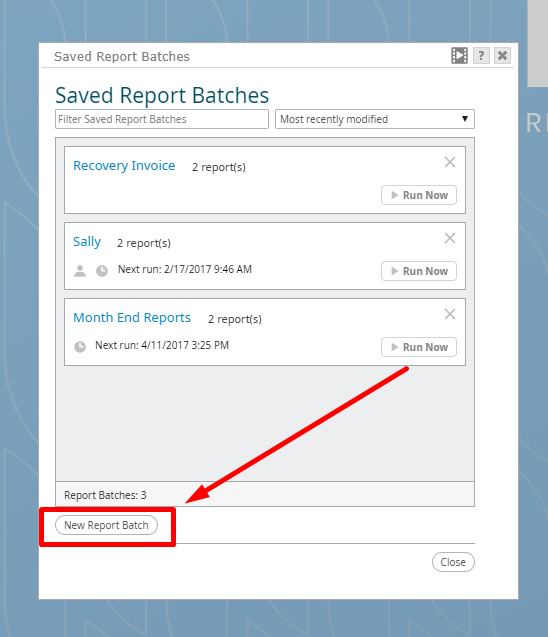 Saved Report Batches
?
Saved Report Batches
Filter Saved Report Batches
Most recently modified
Recovery Invoice 2 report(s)
Run Now
Sally 2 report(s)
Next run: 2/17/2017 9:46 AM
Run Now
Month End Reports 2 report(s)
Next run: 4/11/2017 3:25 PM
Run Now
Report Batches: 3
New Report Batch
Close